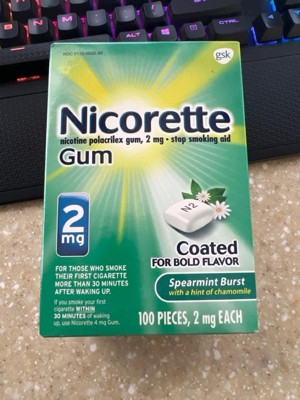 gsk
Nicorette
nicotine polacrilex gum, 2 mg • stop smoking aid
Gum
2
mg
N2
FOR THOSE WHO SMOKE
THEIR FIRST CIGARETTE
MORE THAN 30 MINUTES
AFTER WAKING UP.
If you smoke your first
cigarette WITHIN
30 MINUTES of waking
up, use Nicorette 4 mg Gum.
Coated
FOR BOLD FLAVOR
Spearmint Burst
with a hint of chamomile
100 PIECES, 2 mg EACH